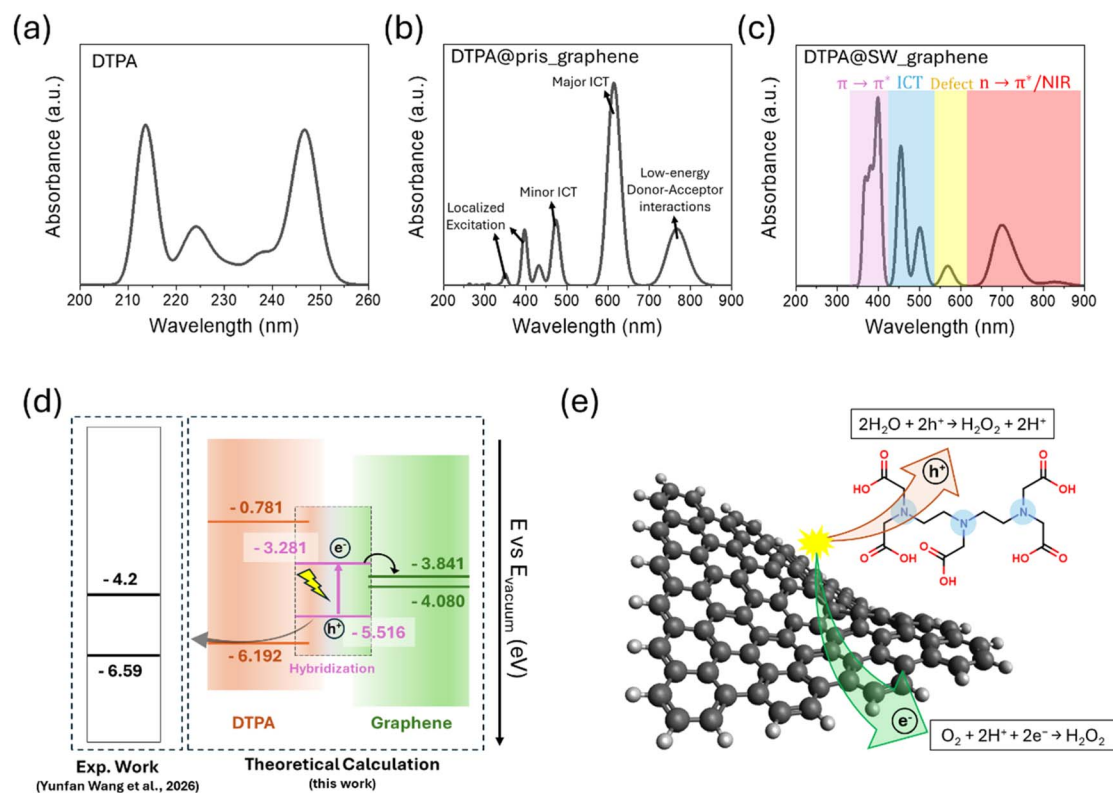 (a)
DTPA
Absorbance (a.u.)
200 210 220 230 240 250 260
Wavelength (nm)
(b)
DTPA@pris_graphene
Major ICT
Minor ICT
Localized
Excitation
Low-energy
Donor-Acceptor
interactions
Absorbance (a.u.)
200 300 400 500 600 700 800 900
Wavelength (nm)
(c)
DTPA@SW_graphene
π → π* ICT Defect n → π*/NIR
Absorbance (a.u.)
200 300 400 500 600 700 800 900
Wavelength (nm)
(d)
- 4.2
- 6.59
Exp. Work
(Yunfan Wang et al., 2026)
- 0.781
- 3.281
e⁻
- 3.841
- 4.080
h⁺
- 5.516
- 6.192
Hybridization
DTPA
Graphene
Theoretical Calculation
(this work)
E vs E_vacuum (eV)
(e)
2H₂O + 2h⁺ → H₂O₂ + 2H⁺
h⁺
O
OH
O
OH
N
N
N
O
OH
O
OH
O
OH
e⁻
O₂ + 2H⁺ + 2e⁻ → H₂O₂